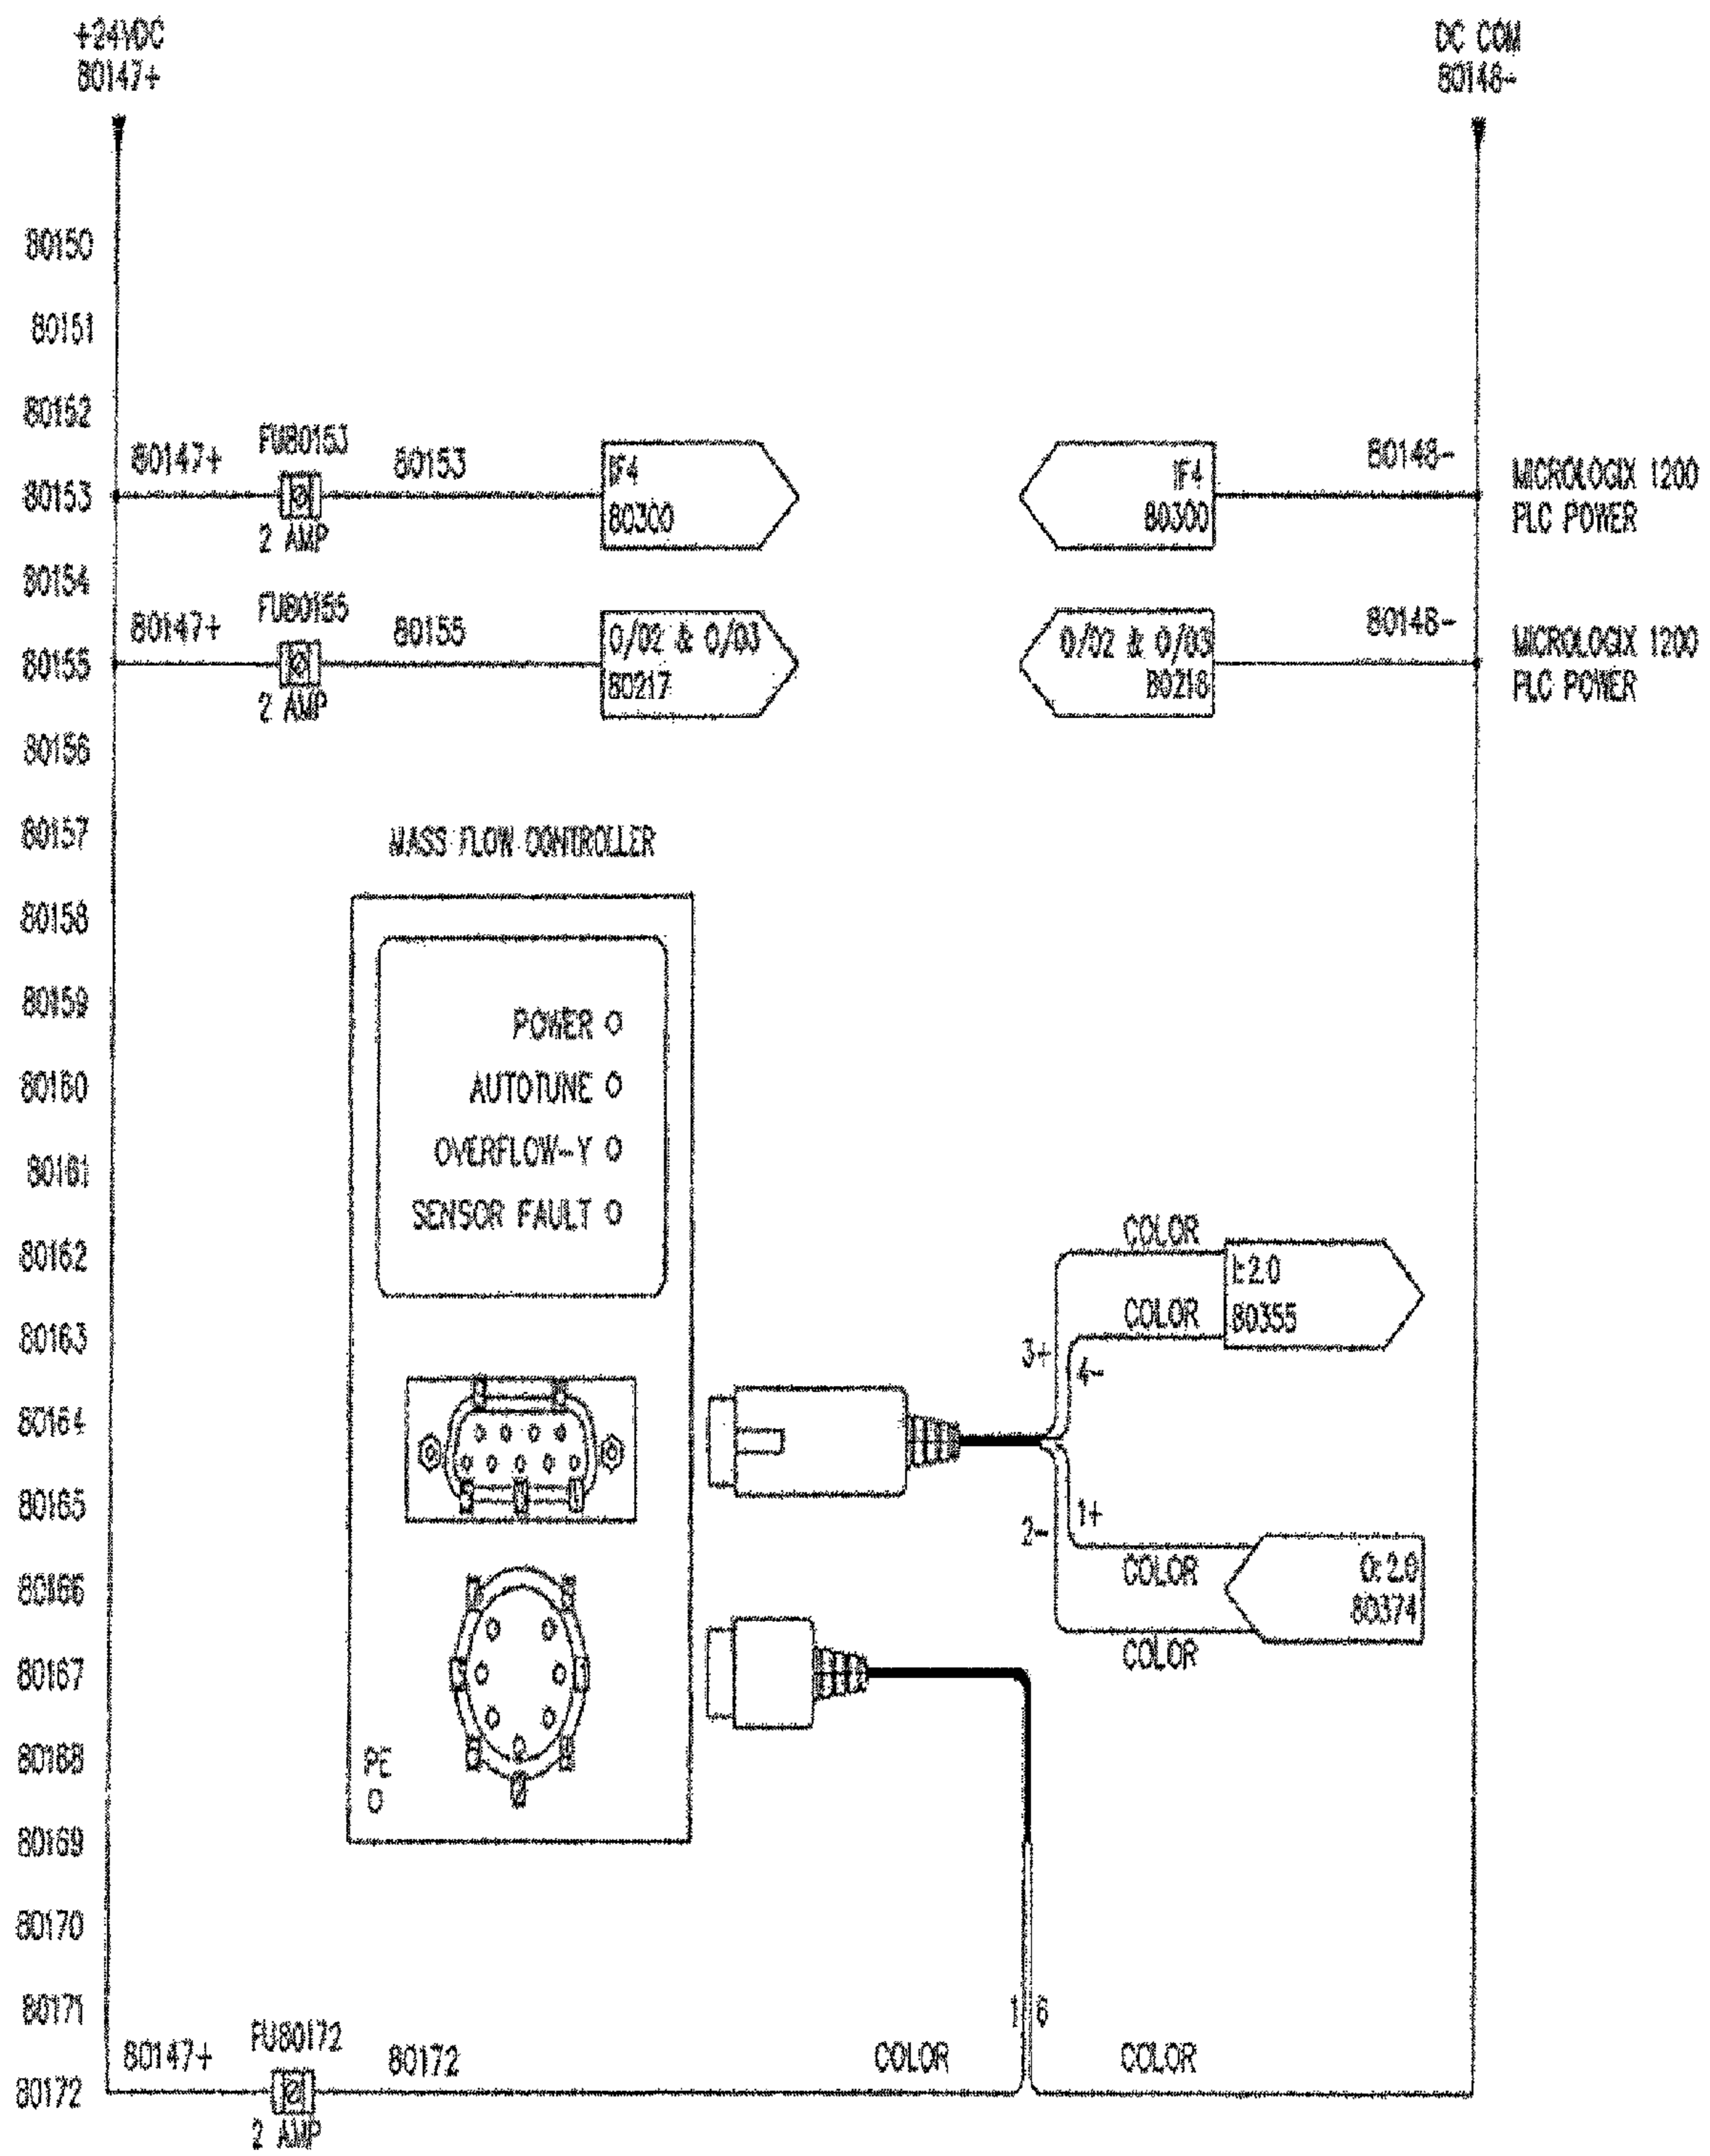 +24VDC
80147+
DC COM
80148-
80150
80151
80152
80153
80154
80155
80156
80157
80158
80159
80160
80161
80162
80163
80164
80165
80166
80167
80168
80169
80170
80171
80172
80147+
FU80153
2 AMP
80153
IF4
80300
IF4
80300
80148-
MICROLOGIX 1200
PLC POWER
80147+
FU80155
2 AMP
80155
O/02 & O/03
80217
O/02 & O/03
80218
80148-
MICROLOGIX 1200
PLC POWER
MASS FLOW CONTROLLER
POWER
AUTOTUNE
OVERFLOW-Y
SENSOR FAULT
PE
COLOR
COLOR
I:2.0
80355
3+
4-
1+
2-
COLOR
COLOR
O:2.0
80374
1
6
80147+
FU80172
2 AMP
80172
COLOR
COLOR